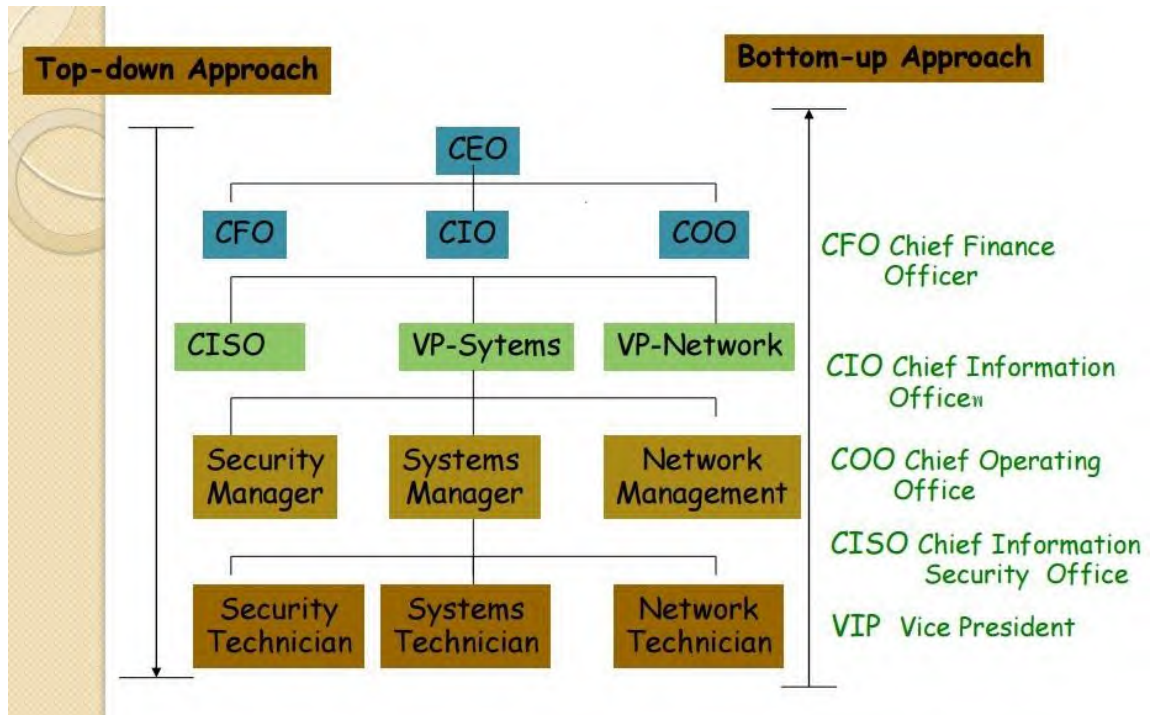 Top-down Approach
Bottom-up Approach
CEO
CFO
CIO
COO
CISO
VP-Sytems
VP-Network
Security
Manager
Systems
Manager
Network
Management
Security
Technician
Systems
Technician
Network
Technician
CFO Chief Finance
Officer
CIO Chief Information
Office
COO Chief Operating
Office
CISO Chief Information
Security Office
VIP Vice President